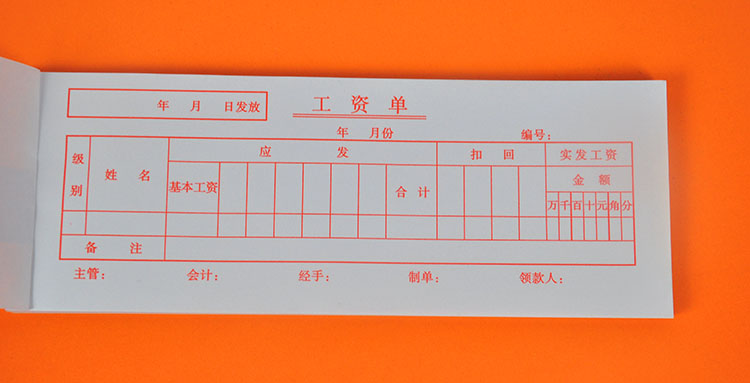 年 月 日发放
工资单
年 月份 编号：
级别 姓名 应发 扣回 实发工资
基本工资 合计 金额
万 千 百 十 元 角 分
备注
主管： 会计： 经手： 制单： 领款人：